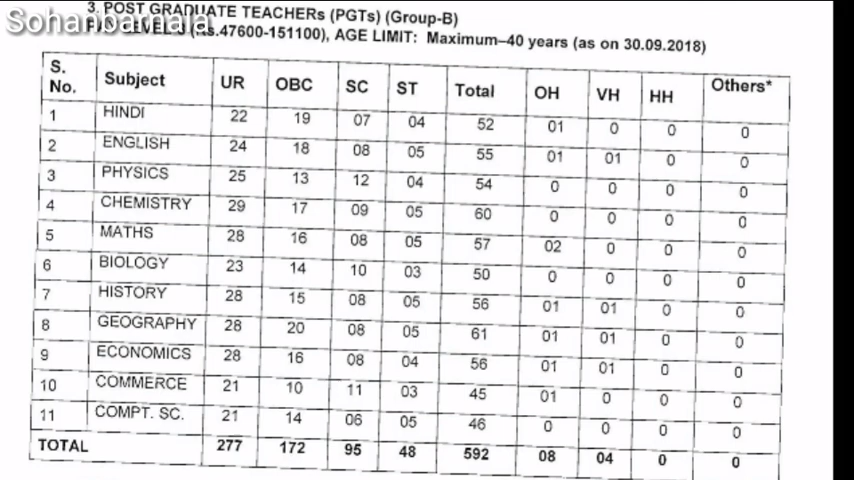 Sohanbarnala
3. POST GRADUATE TEACHERs (PGTs) (Group-B)
(Rs.47600-151100), AGE LIMIT: Maximum–40 years (as on 30.09.2018)
S. No. Subject UR OBC SC ST Total OH VH HH Others*
1 HINDI 22 19 07 04 52 01 0 0 0
2 ENGLISH 24 18 08 05 55 01 01 0 0
3 PHYSICS 25 13 12 04 54 0 0 0 0
4 CHEMISTRY 29 17 09 05 60 0 0 0 0
5 MATHS 28 16 08 05 57 02 0 0 0
6 BIOLOGY 23 14 10 03 50 0 0 0 0
7 HISTORY 28 15 08 05 56 01 01 0 0
8 GEOGRAPHY 28 20 08 05 61 01 01 0 0
9 ECONOMICS 28 16 08 04 56 01 01 0 0
10 COMMERCE 21 10 11 03 45 01 0 0 0
11 COMPT. SC. 21 14 06 05 46 0 0 0 0
TOTAL 277 172 95 48 592 08 04 0 0